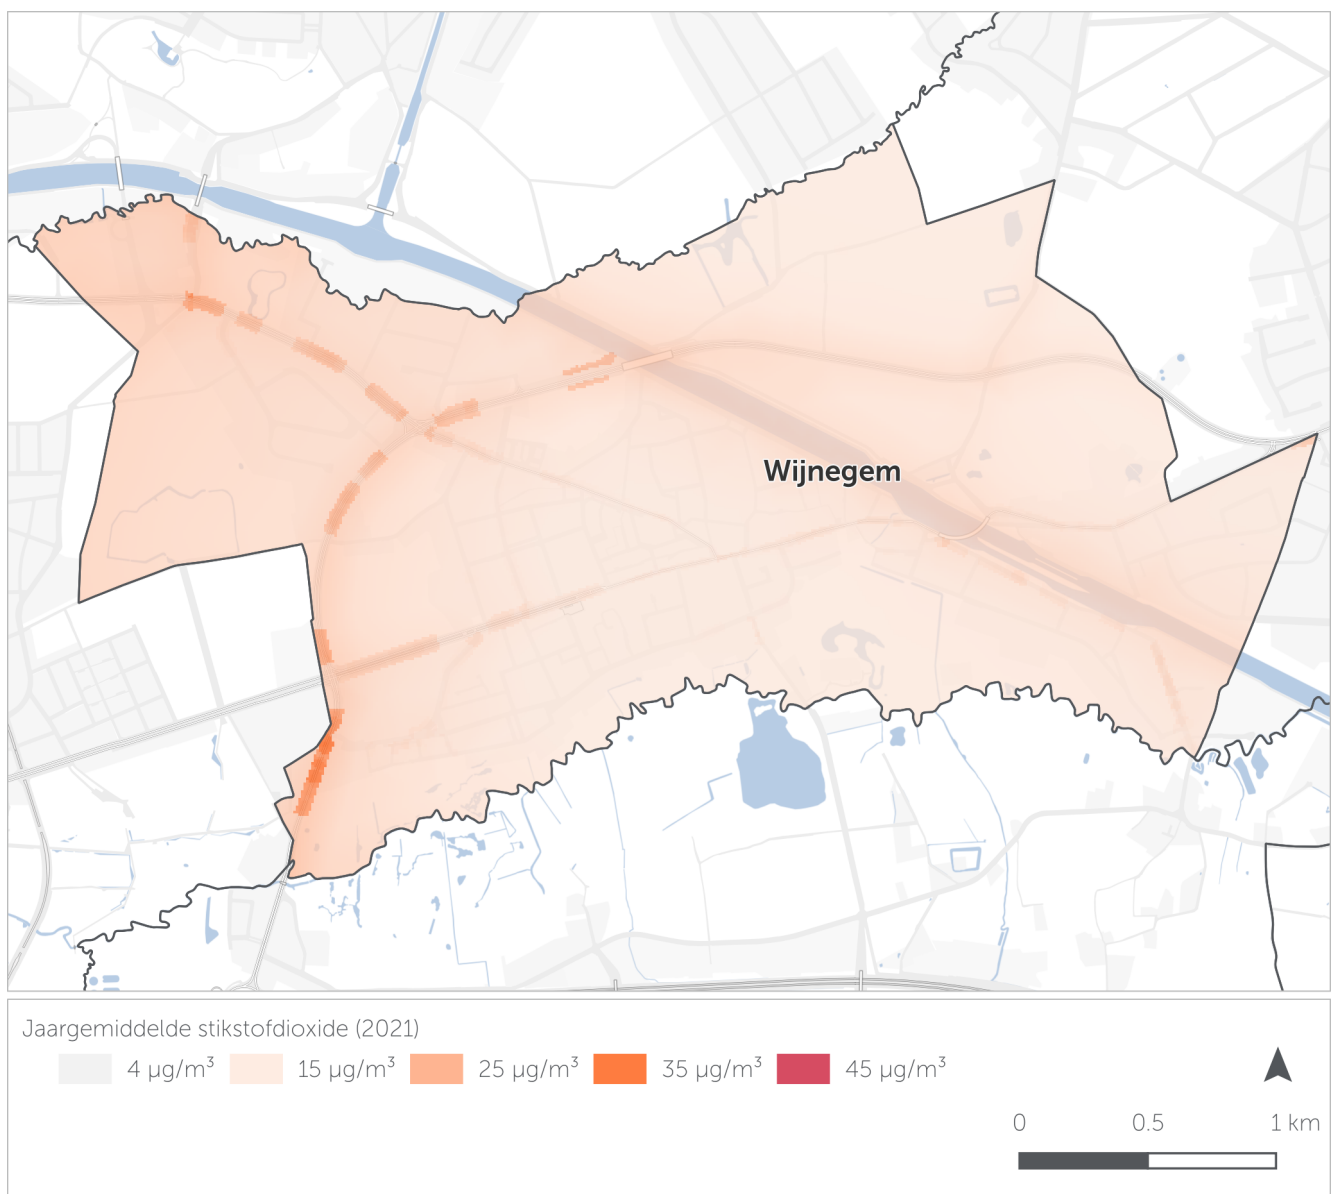 Wijnegem
Jaargemiddelde stikstofdioxide (2021)
4 µg/m³ 15 µg/m³ 25 µg/m³ 35 µg/m³ 45 µg/m³
0 0.5 1 km